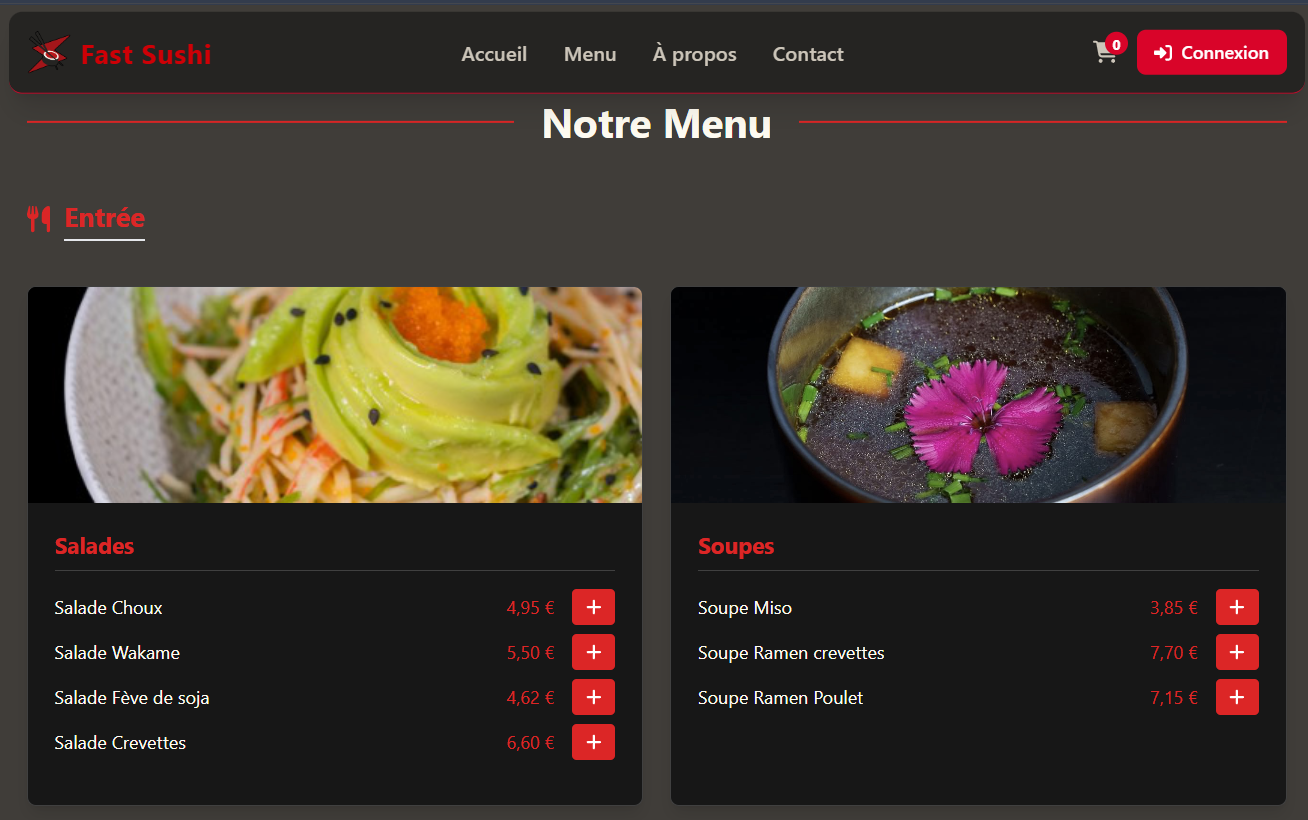 Fast Sushi
Accueil
Menu
À propos
Contact
0
Connexion
Notre Menu
Entrée
Salades
Salade Choux 4,95 € +
Salade Wakame 5,50 € +
Salade Fève de soja 4,62 € +
Salade Crevettes 6,60 € +
Soupes
Soupe Miso 3,85 € +
Soupe Ramen crevettes 7,70 € +
Soupe Ramen Poulet 7,15 € +